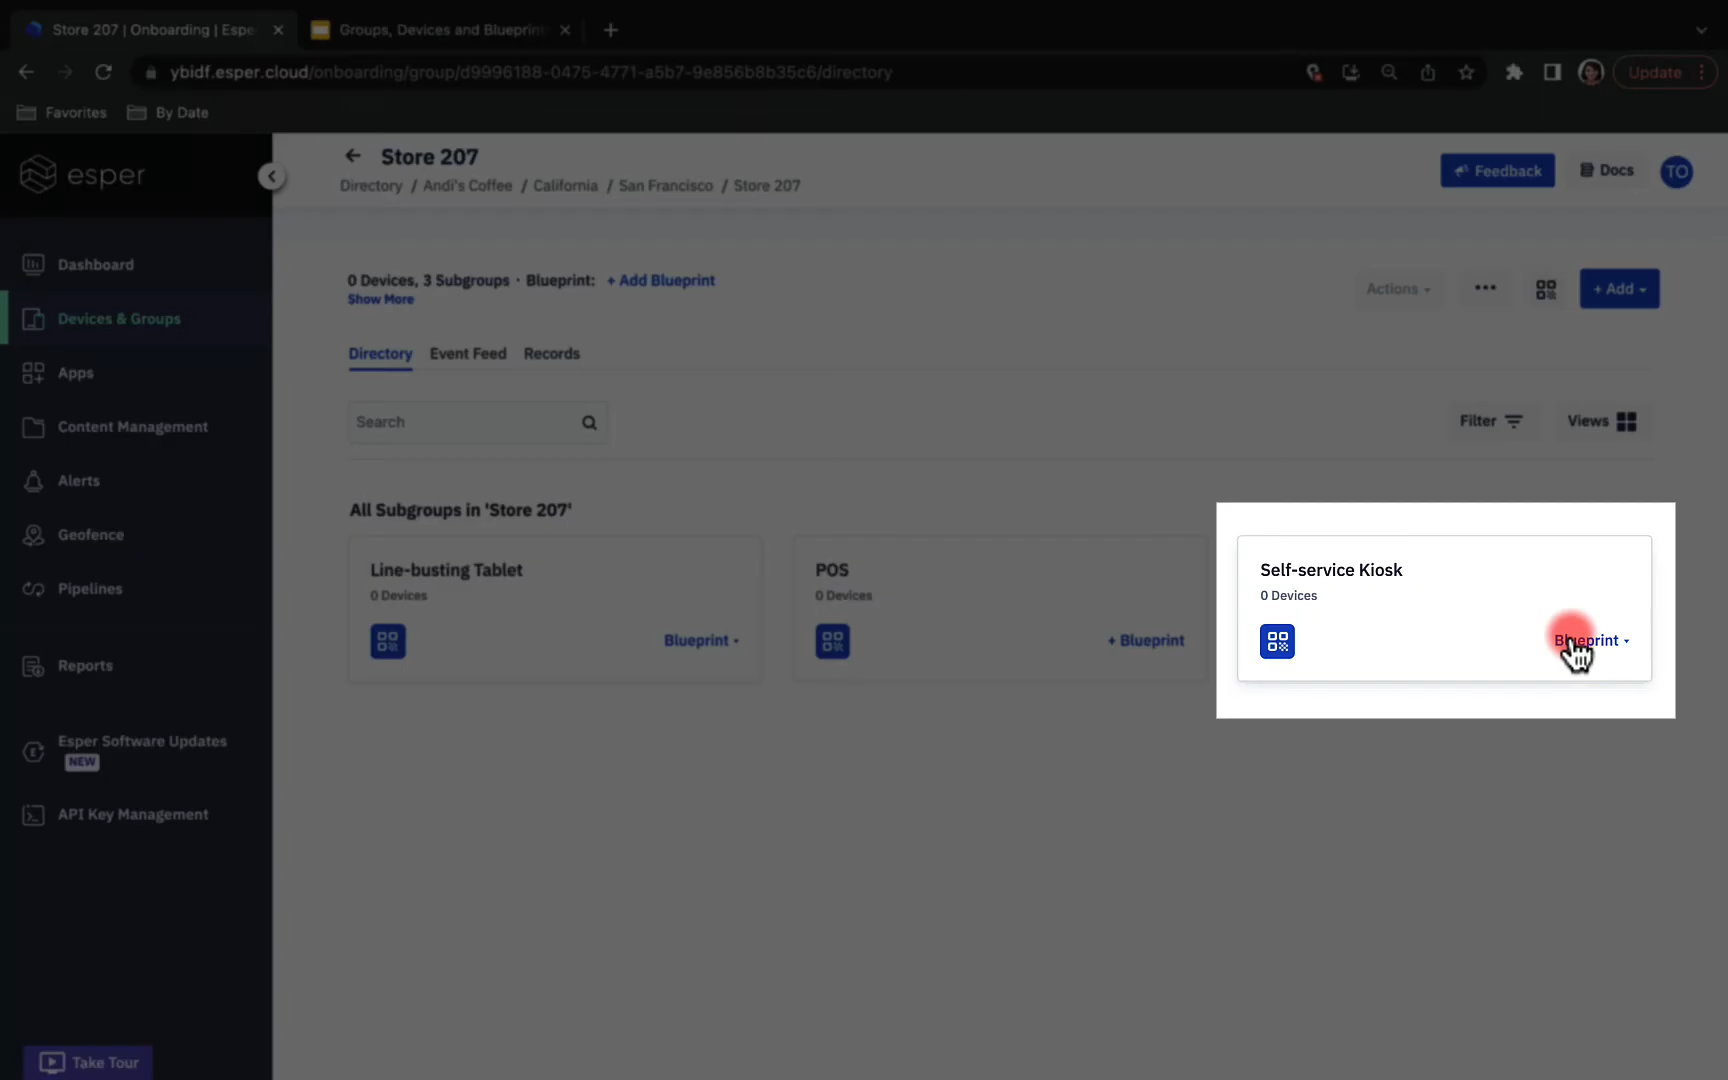 Store 207 | Onboarding | Espe
Groups, Devices and Blueprin
ybidf.esper.cloud/onboarding/group/d9996188-0475-4771-a5b7-9e856b8b35c6/directory
Update
Favorites
By Date
esper
Store 207
Directory / Andi's Coffee / California / San Francisco / Store 207
Feedback
Docs
TO
Dashboard
Devices & Groups
Apps
Content Management
Alerts
Geofence
Pipelines
Reports
Esper Software Updates
NEW
API Key Management
Take Tour
0 Devices, 3 Subgroups · Blueprint: + Add Blueprint
Show More
Actions
+ Add
Directory Event Feed Records
Search
Filter
Views
All Subgroups in 'Store 207'
Line-busting Tablet
0 Devices
Blueprint
POS
0 Devices
+ Blueprint
Self-service Kiosk
0 Devices
Blueprint